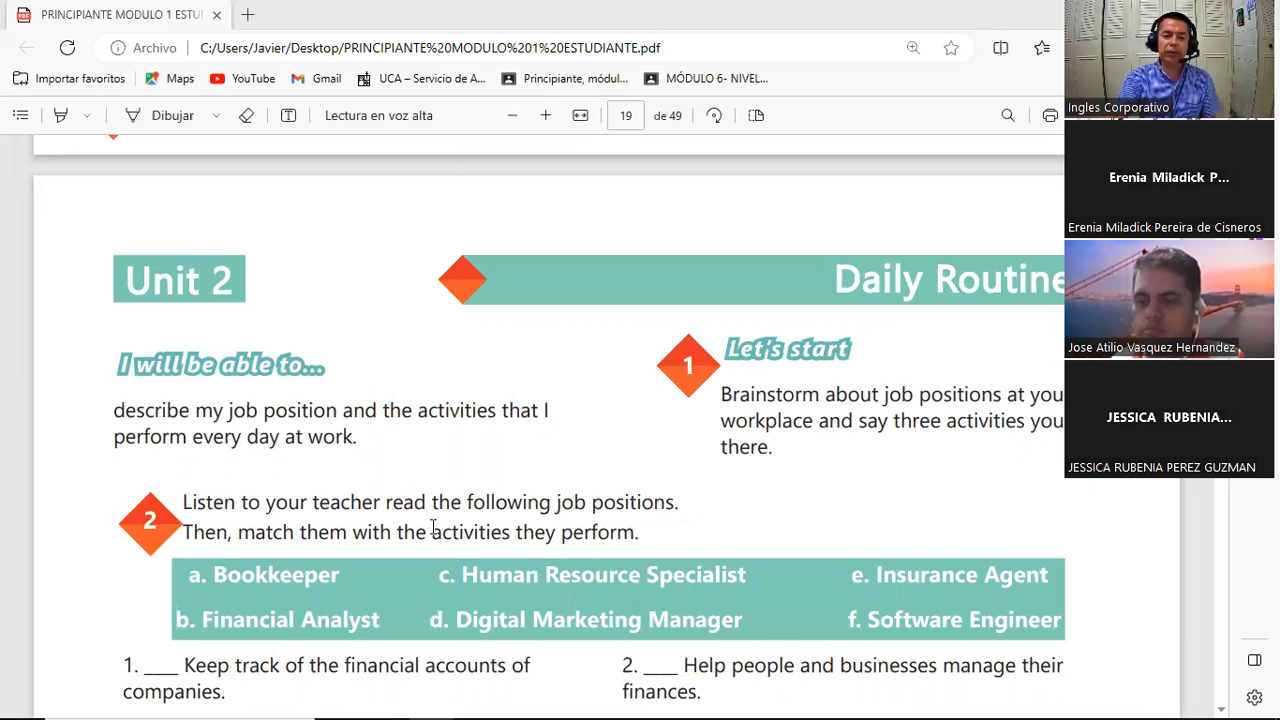 PRINCIPIANTE MODULO 1 ESTU
Archivo C:/Users/Javier/Desktop/PRINCIPIANTE%20MODULO%201%20ESTUDIANTE.pdf
Importar favoritos Maps YouTube Gmail UCA – Servicio de A... Principiante, módul... MÓDULO 6- NIVEL...
Dibujar Lectura en voz alta 19 de 49
Unit 2 Daily Routine
I will be able to...
describe my job position and the activities that I
perform every day at work.
1 Let's start
Brainstorm about job positions at you
workplace and say three activities you
there.
2 Listen to your teacher read the following job positions.
Then, match them with the activities they perform.
a. Bookkeeper c. Human Resource Specialist e. Insurance Agent
b. Financial Analyst d. Digital Marketing Manager f. Software Engineer
1. ____ Keep track of the financial accounts of
companies.
2. ____ Help people and businesses manage their
finances.
Ingles Corporativo
Erenia Miladick P...
Erenia Miladick Pereira de Cisneros
Jose Atilio Vasquez Hernandez
JESSICA RUBENIA...
JESSICA RUBENIA PEREZ GUZMAN